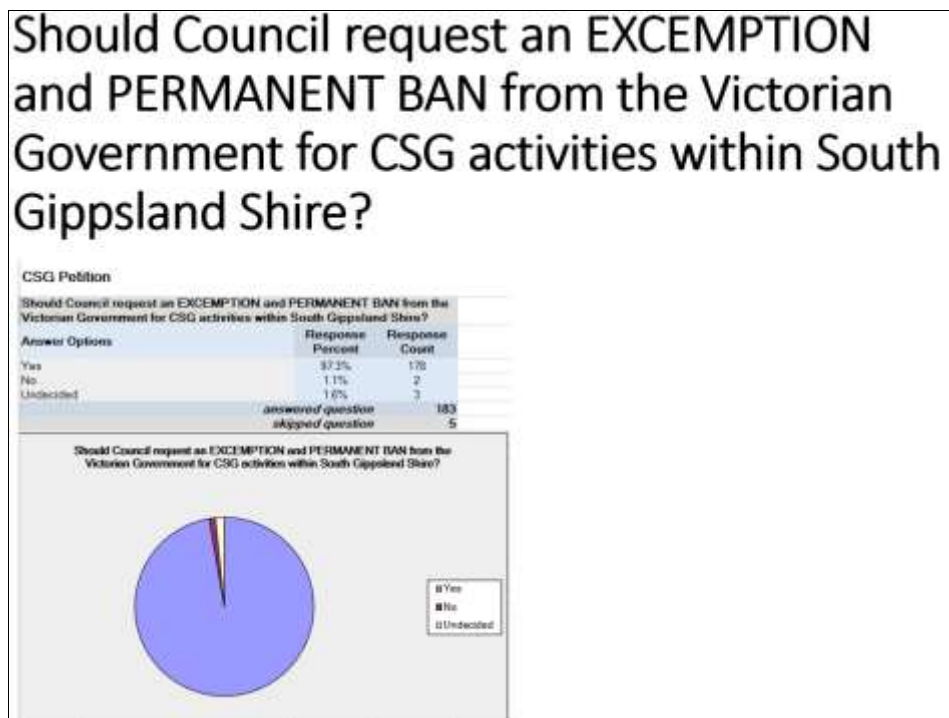 Should Council request an EXCEMPTION
and PERMANENT BAN from the Victorian
Government for CSG activities within South
Gippsland Shire?
CSG Petition
Should Council request an EXCEMPTION and PERMANENT BAN from the
Victorian Government for CSG activities within South Gippsland Shire?
Answer Options Response Percent Response Count
Yes 97.3% 178
No 1.1% 2
Undecided 1.6% 3
answered question 183
skipped question 5
Should Council request an EXCEMPTION and PERMANENT BAN from the
Victorian Government for CSG activities within South Gippsland Shire?
Yes
No
Undecided